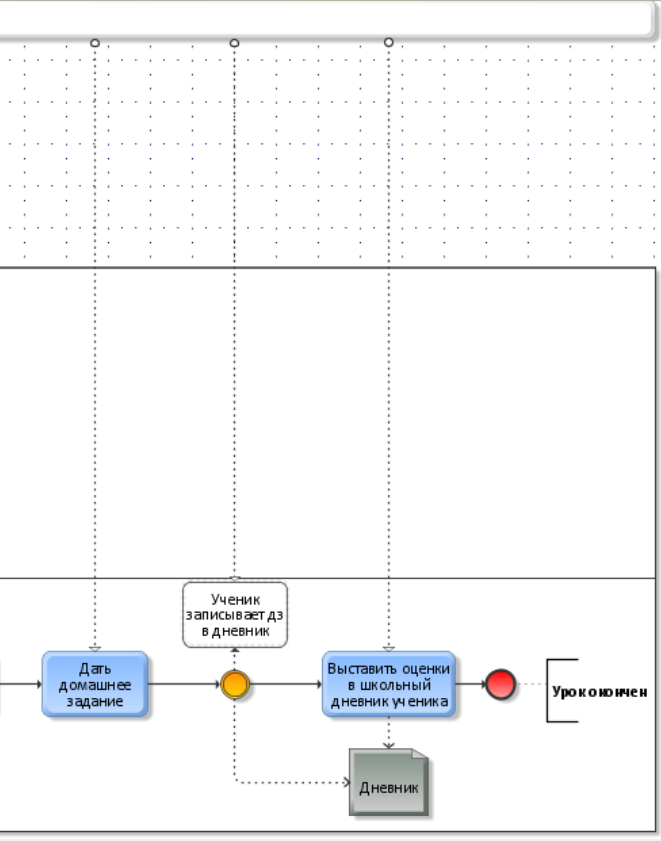 Ученик
записывает дз
в дневник
Дать
домашнее
задание
Выставить оценки
в школьный
дневник ученика
Урок окончен
Дневник